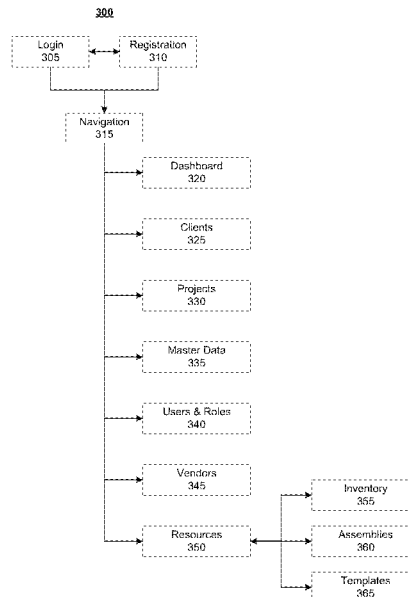 300
Login
305
Registration
310
Navigation
315
Dashboard
320
Clients
325
Projects
330
Master Data
335
Users & Roles
340
Vendors
345
Resources
350
Inventory
355
Assemblies
360
Templates
365